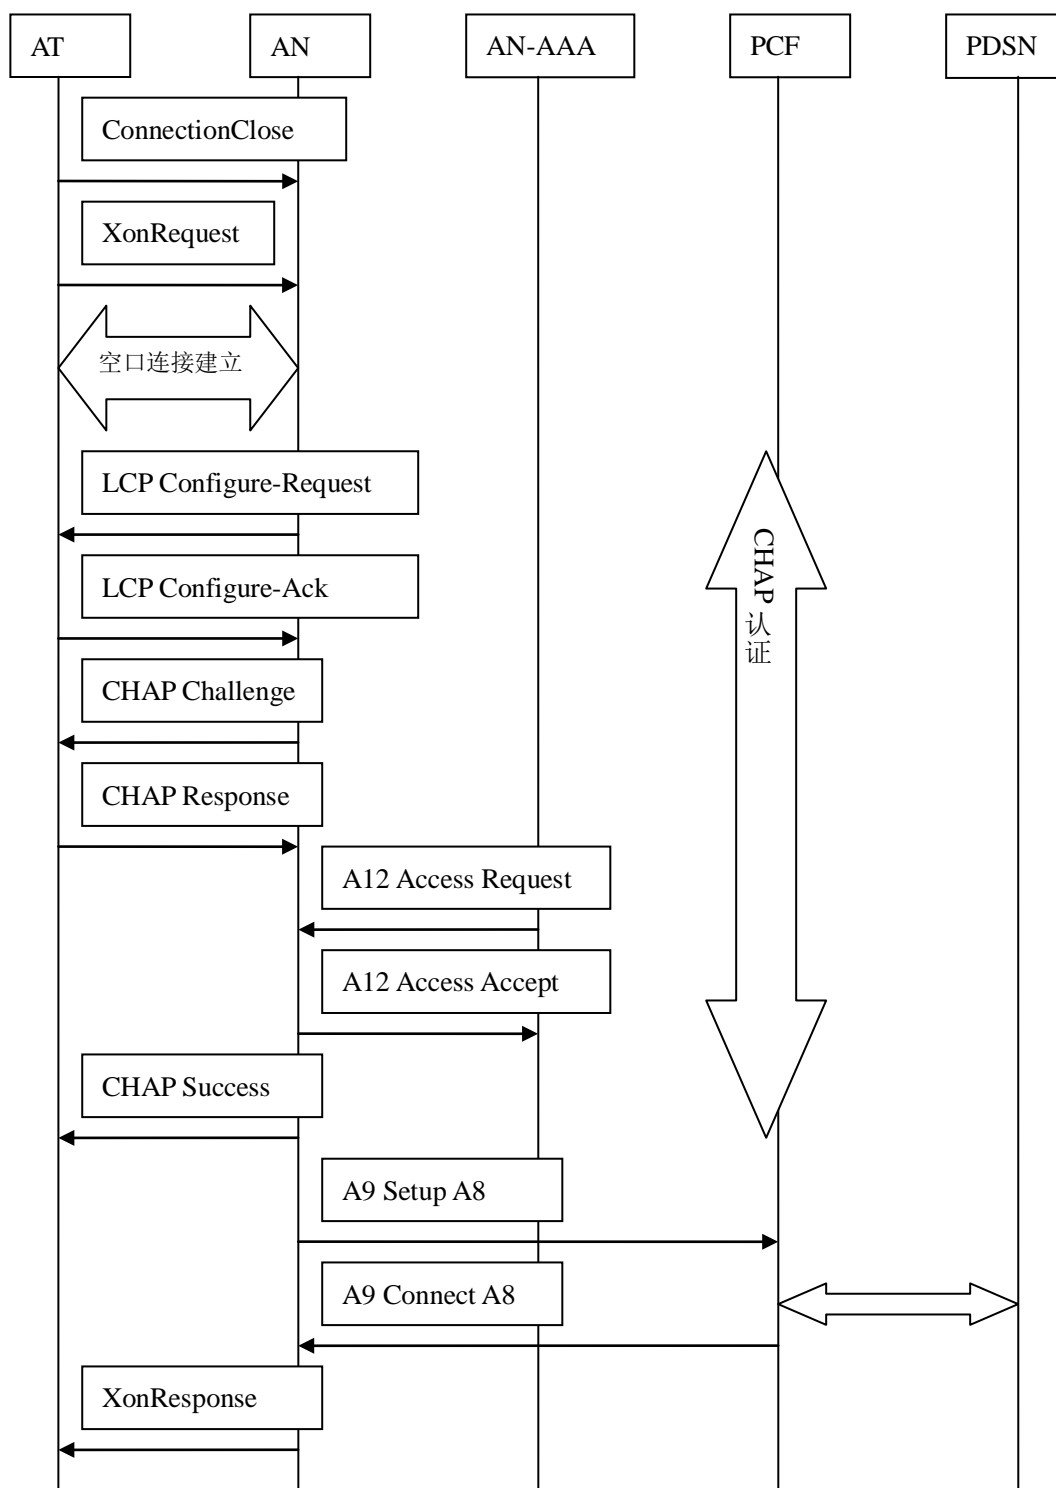 AT
AN
AN-AAA
PCF
PDSN
ConnectionClose
XonRequest
空口连接建立
LCP Configure-Request
LCP Configure-Ack
CHAP 认证
CHAP Challenge
CHAP Response
A12 Access Request
A12 Access Accept
CHAP Success
A9 Setup A8
A9 Connect A8
XonResponse